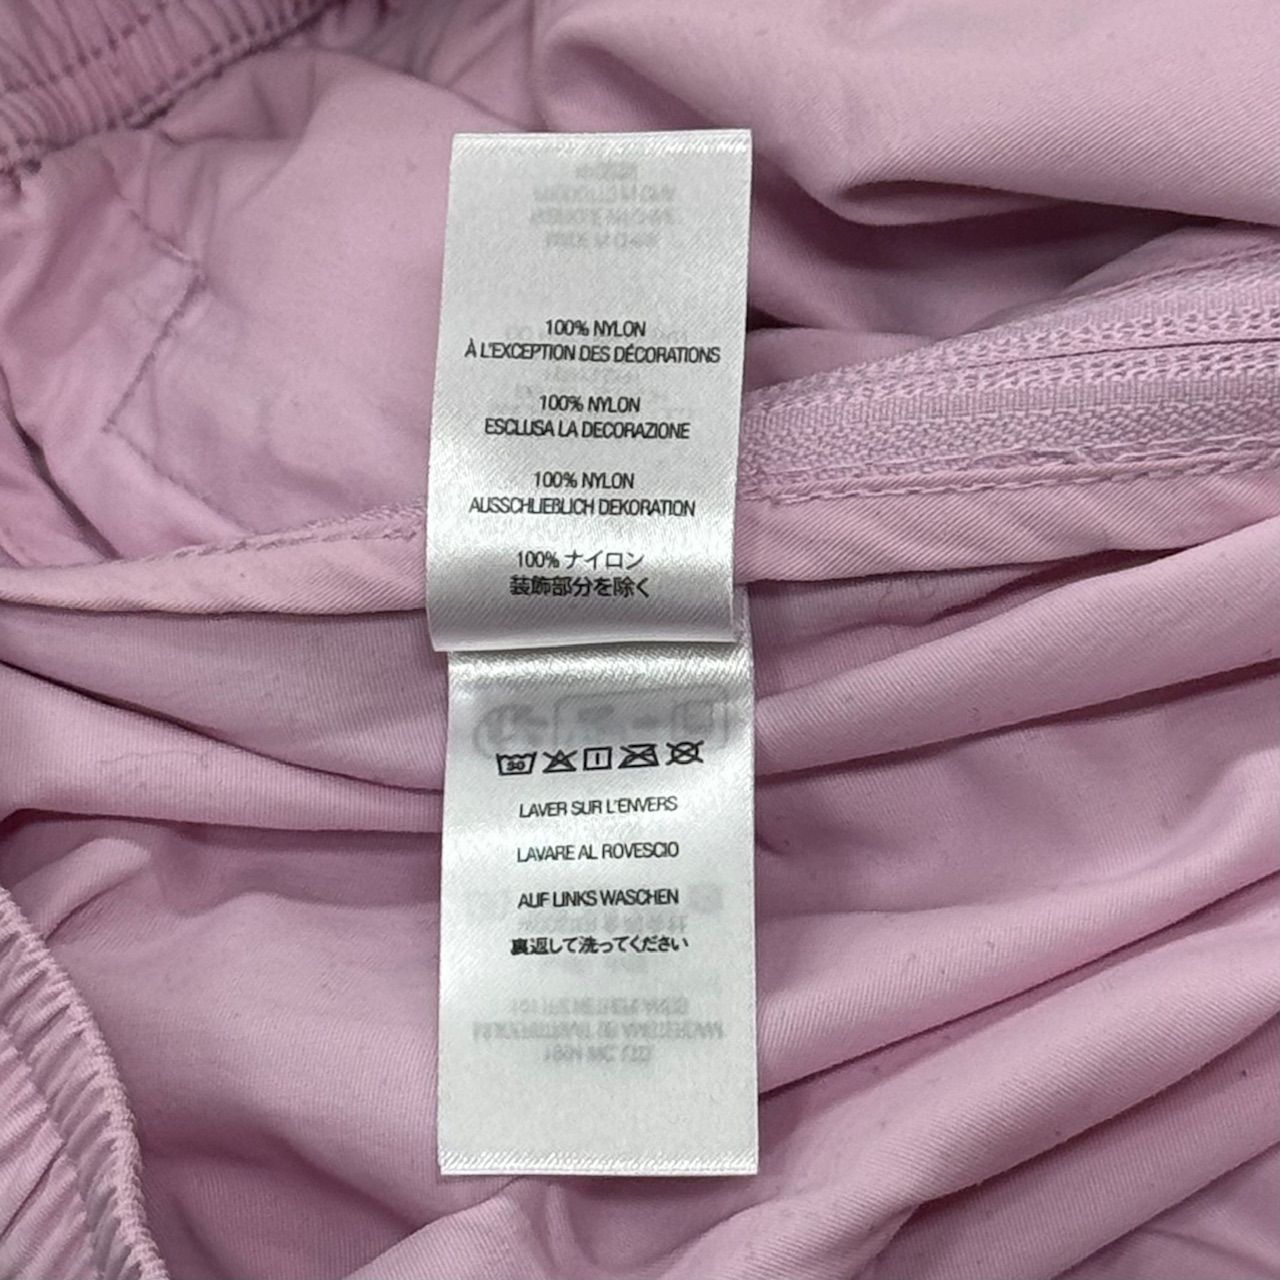 100% NYLON
À L'EXCEPTION DES DÉCORATIONS
100% NYLON
ESCLUSA LA DECORAZIONE
100% NYLON
AUSSCHLIEßLICH DEKORATION
100% ナイロン
装飾部分を除く
30
LAVER SUR L'ENVERS
LAVARE AL ROVESCIO
AUF LINKS WASCHEN
裏返して洗ってください